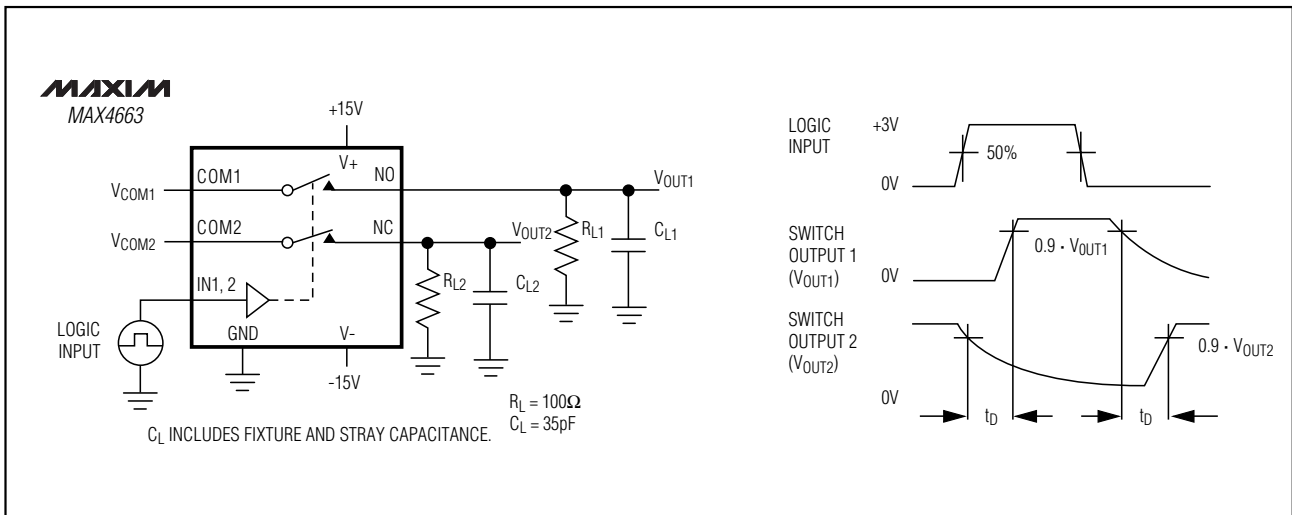 MAXIM
MAX4663
+15V
V+
COM1
NO
VCOM1
VOUT1
COM2
NC
VCOM2
VOUT2
RL1
CL1
IN1, 2
RL2
CL2
LOGIC
INPUT
GND
V-
-15V
RL = 100Ω
CL = 35pF
CL INCLUDES FIXTURE AND STRAY CAPACITANCE.
LOGIC
INPUT
+3V
50%
0V
SWITCH
OUTPUT 1
(VOUT1)
0.9 · VOUT1
0V
SWITCH
OUTPUT 2
(VOUT2)
0.9 · VOUT2
0V
tD
tD